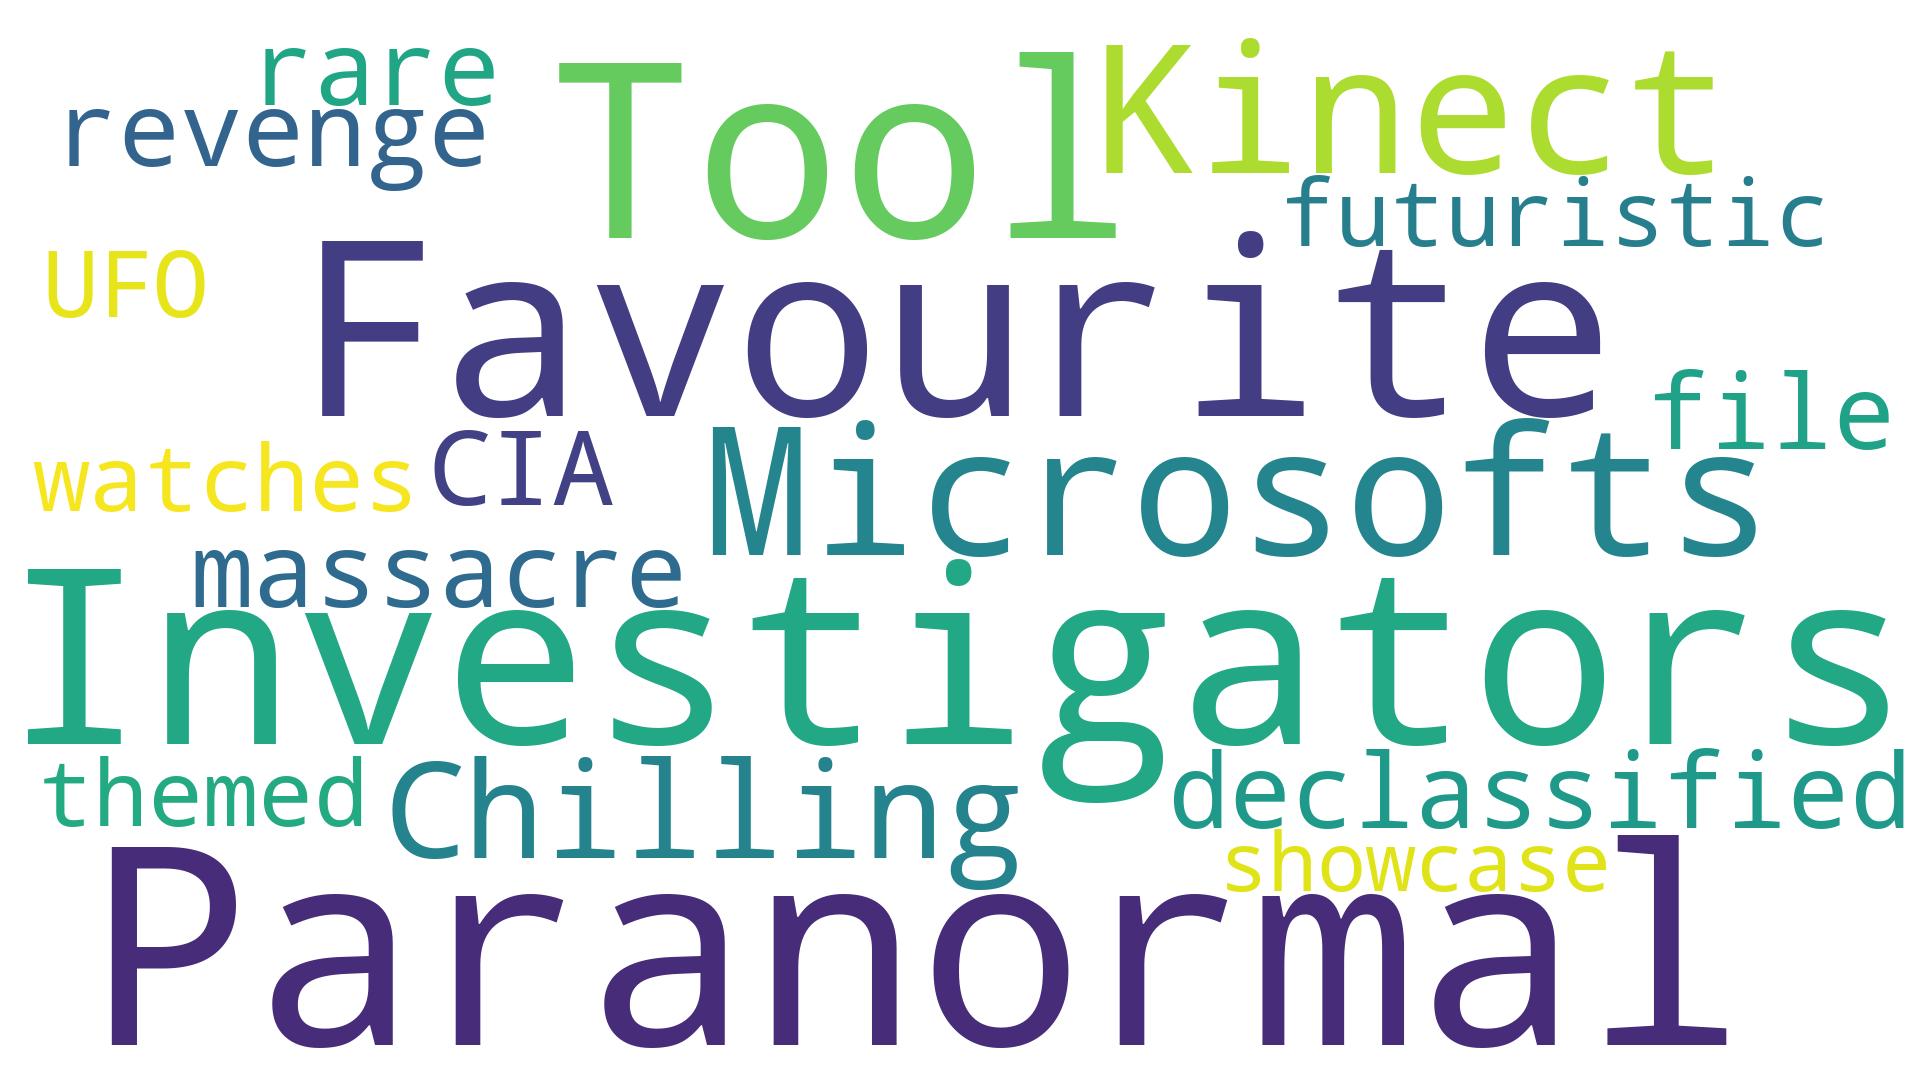 rare
Tool
Kinect
revenge
futuristic
UFO
Favourite
file
watches
CIA
Microsofts
massacre
Investigators
themed
Chilling
declassified
showcase
Paranormal